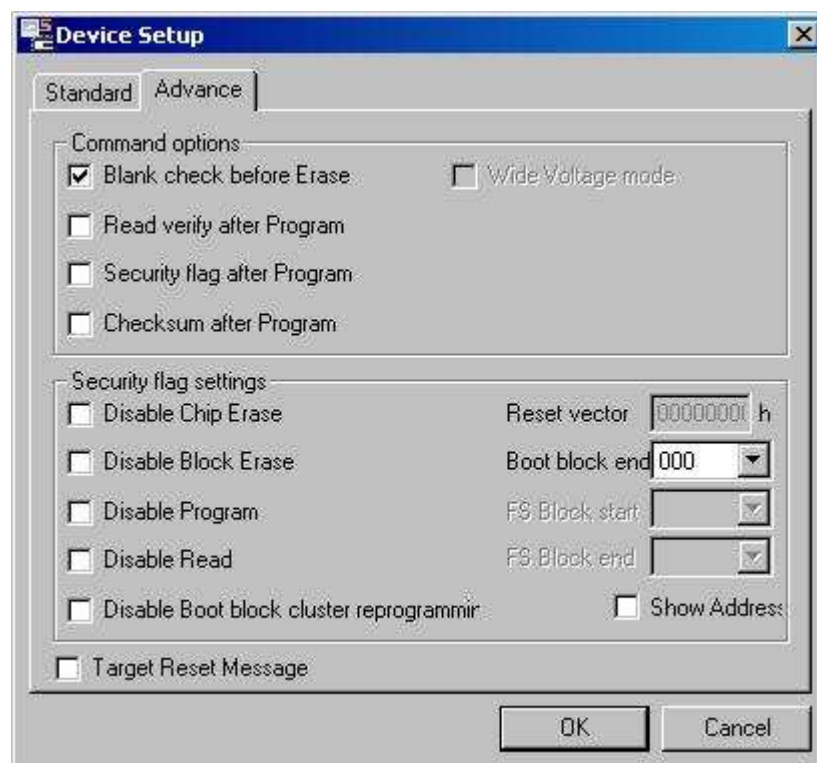 Device Setup
Standard
Advance
Command options
Blank check before Erase
Wide Voltage mode
Read verify after Program
Security flag after Program
Checksum after Program
Security flag settings
Disable Chip Erase
Reset vector
0000000 h
Disable Block Erase
Boot block end 000
Disable Program
FS Block start
Disable Read
FS.Block end
Disable Boot block cluster reprogrammin
Show Address
Target Reset Message
OK
Cancel